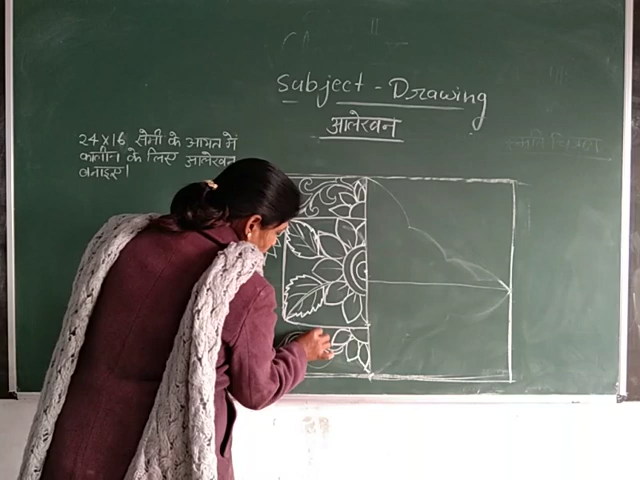 Subject - Drawing
आलेखन
24×16 सेमी के आयत में
कालीन के लिए आलेखन
बनाइए।